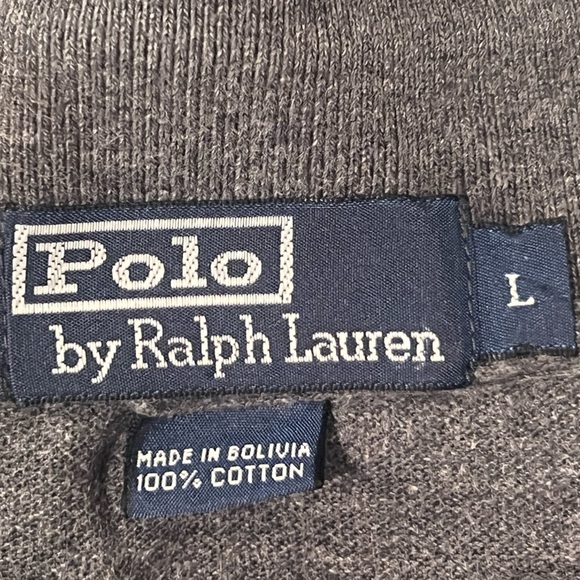 Polo
by Ralph Lauren
L
MADE IN BOLIVIA
100% COTTON